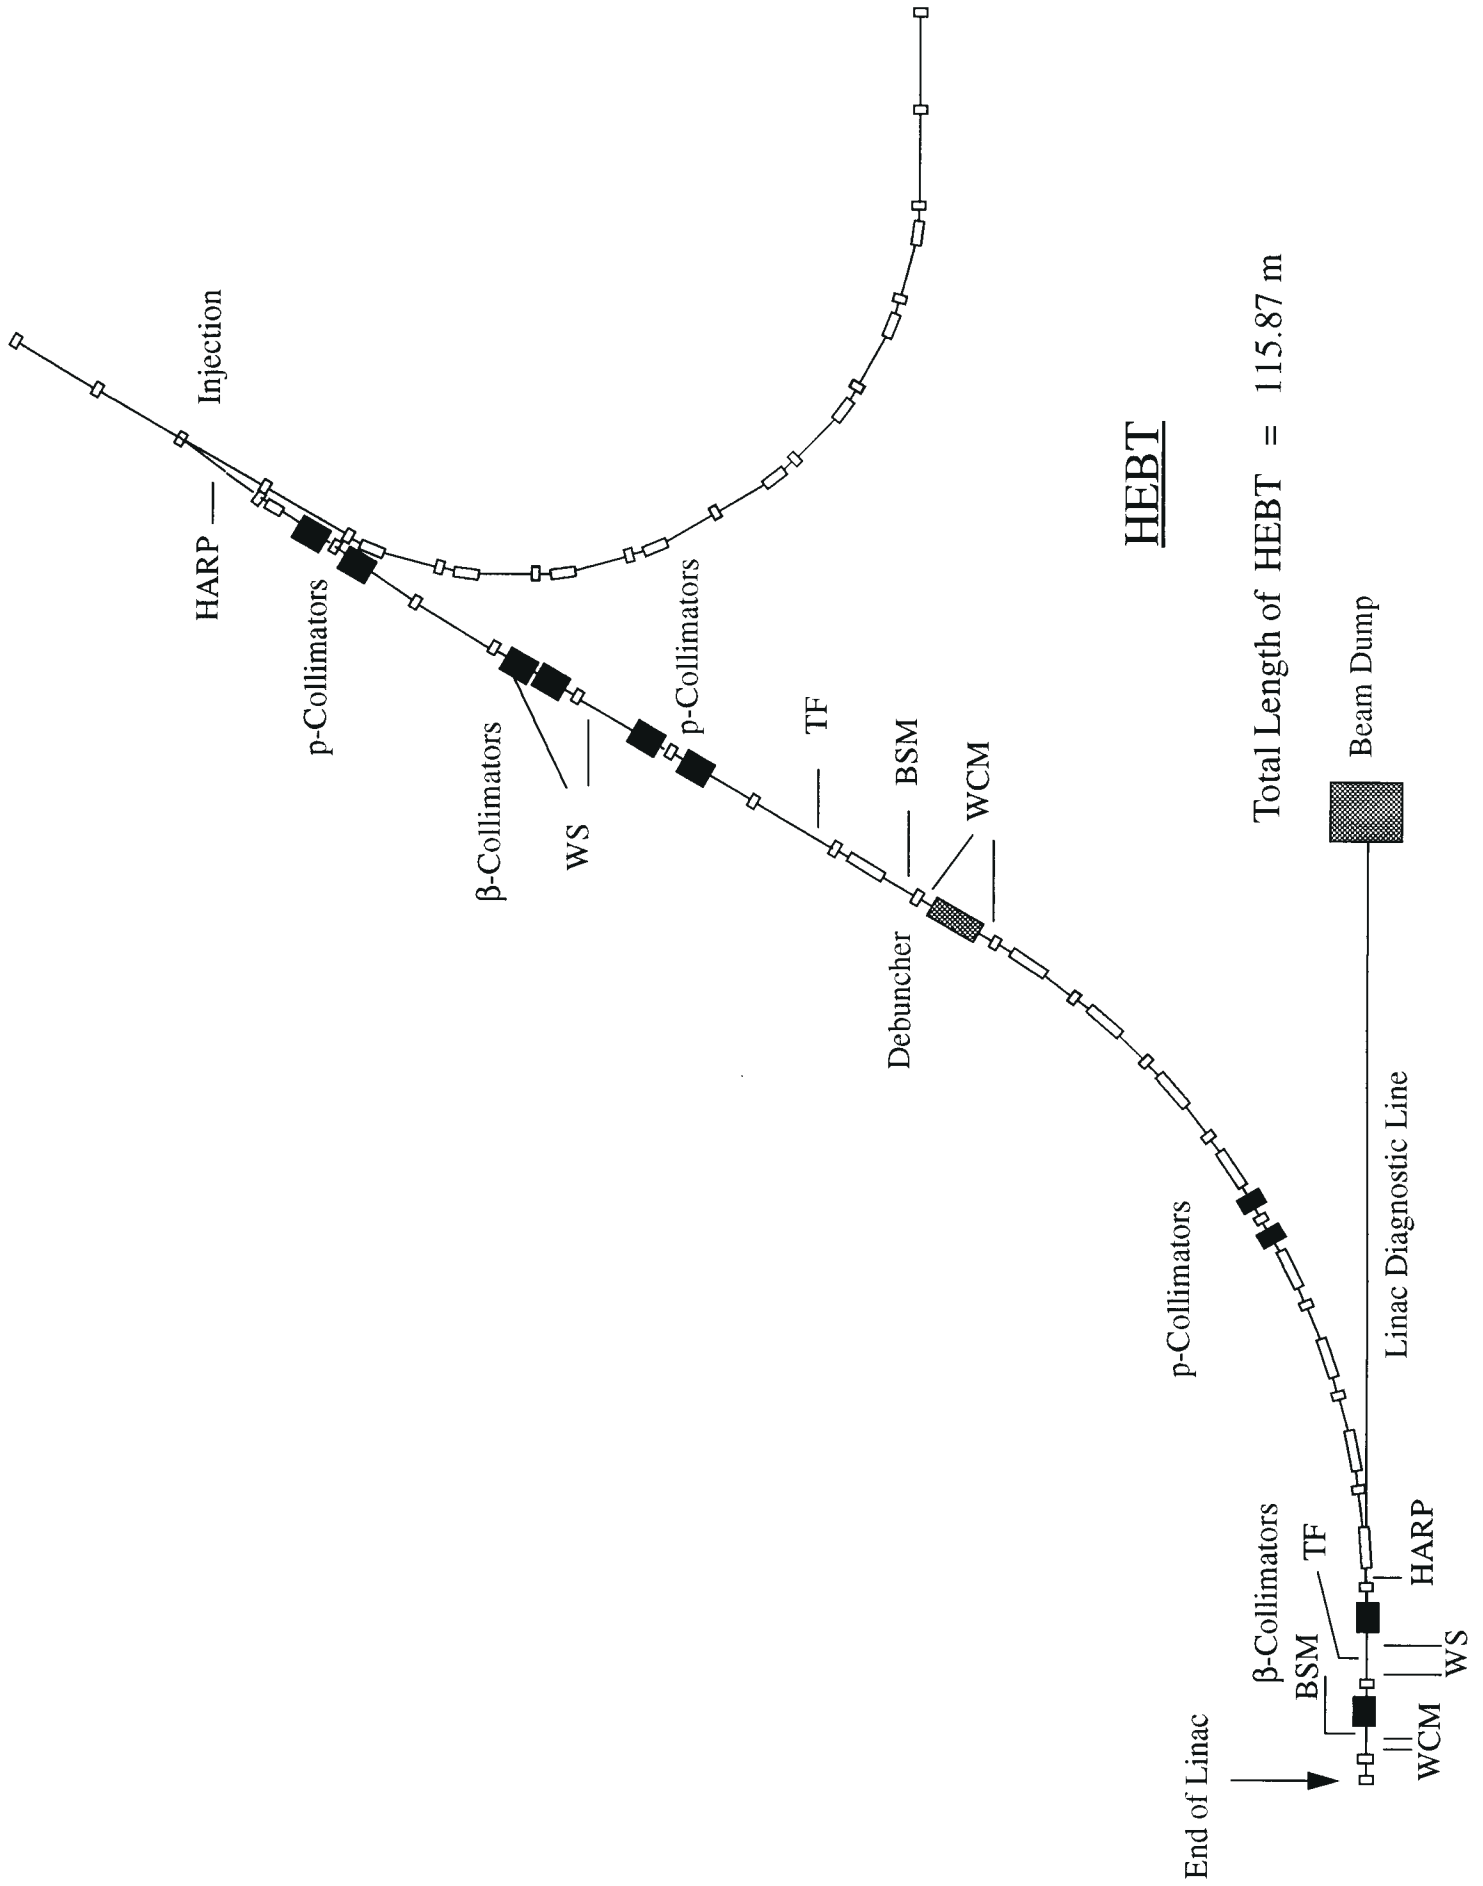 End of Linac
WCM
BSM
β-Collimators
WS
TF
HARP
Linac Diagnostic Line
Beam Dump
p-Collimators
Debuncher
WCM
BSM
TF
p-Collimators
WS
β-Collimators
p-Collimators
HARP
Injection
HEBT
Total Length of HEBT = 115.87 m